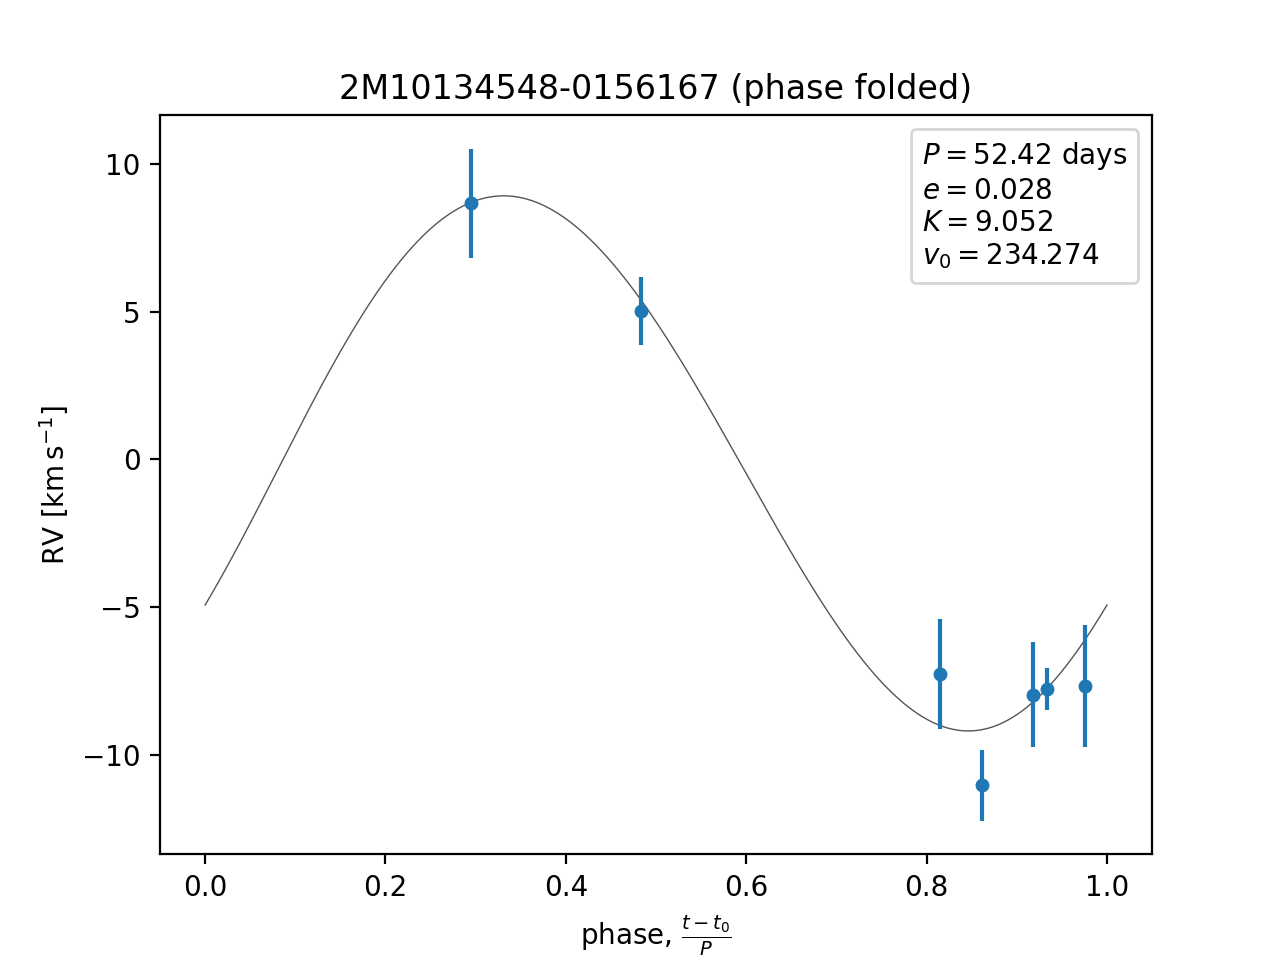 2M10134548-0156167 (phase folded)
P = 52.42 days
e = 0.028
K = 9.052
v₀ = 234.274
10
5
0
−5
−10
RV [km s⁻¹]
0.0 0.2 0.4 0.6 0.8 1.0
phase, (t − t₀)/P